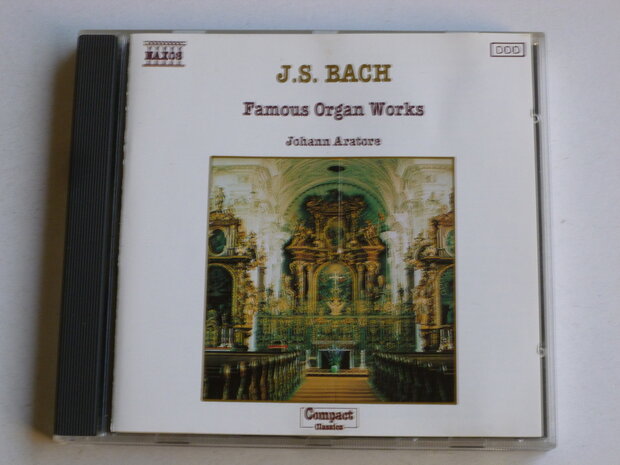 NAXOS
DDD
J.S. BACH
Famous Organ Works
Johann Aratore
Compact
Classics